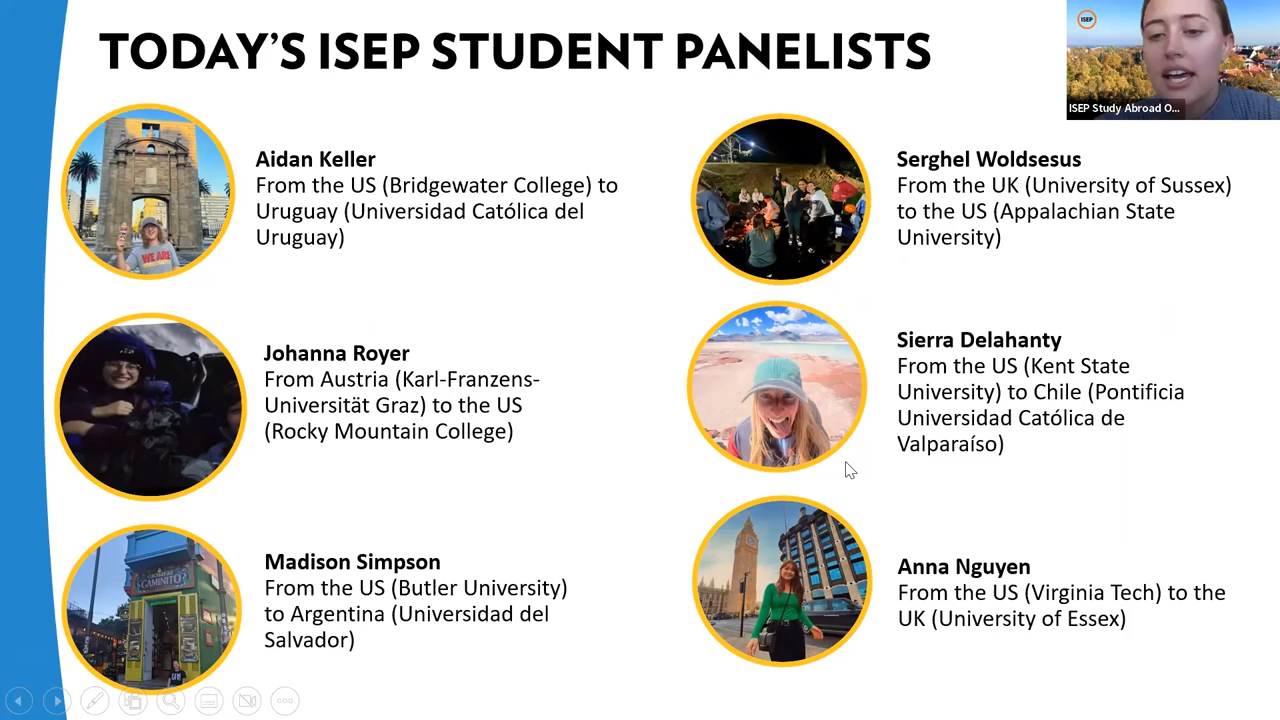 TODAY'S ISEP STUDENT PANELISTS
ISEP
ISEP Study Abroad O...
Aidan Keller
From the US (Bridgewater College) to
Uruguay (Universidad Católica del
Uruguay)
WE ARE
Serghel Woldsesus
From the UK (University of Sussex)
to the US (Appalachian State
University)
Johanna Royer
From Austria (Karl-Franzens-
Universität Graz) to the US
(Rocky Mountain College)
Sierra Delahanty
From the US (Kent State
University) to Chile (Pontificia
Universidad Católica de
Valparaíso)
Madison Simpson
From the US (Butler University)
to Argentina (Universidad del
Salvador)
CAMINITO
Anna Nguyen
From the US (Virginia Tech) to the
UK (University of Essex)